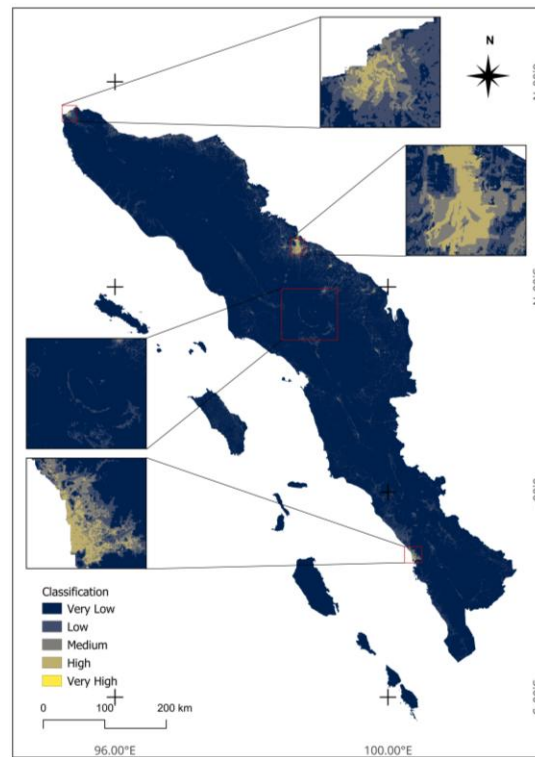 N
Classification
Very Low
Low
Medium
High
Very High
0 100 200 km
96.00°E 100.00°E